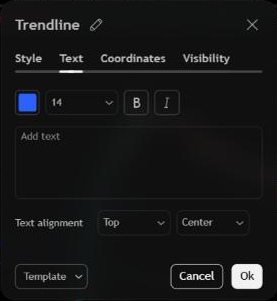 Trendline
Style Text Coordinates Visibility
14 B I
Add text
Text alignment Top Center
Template Cancel Ok